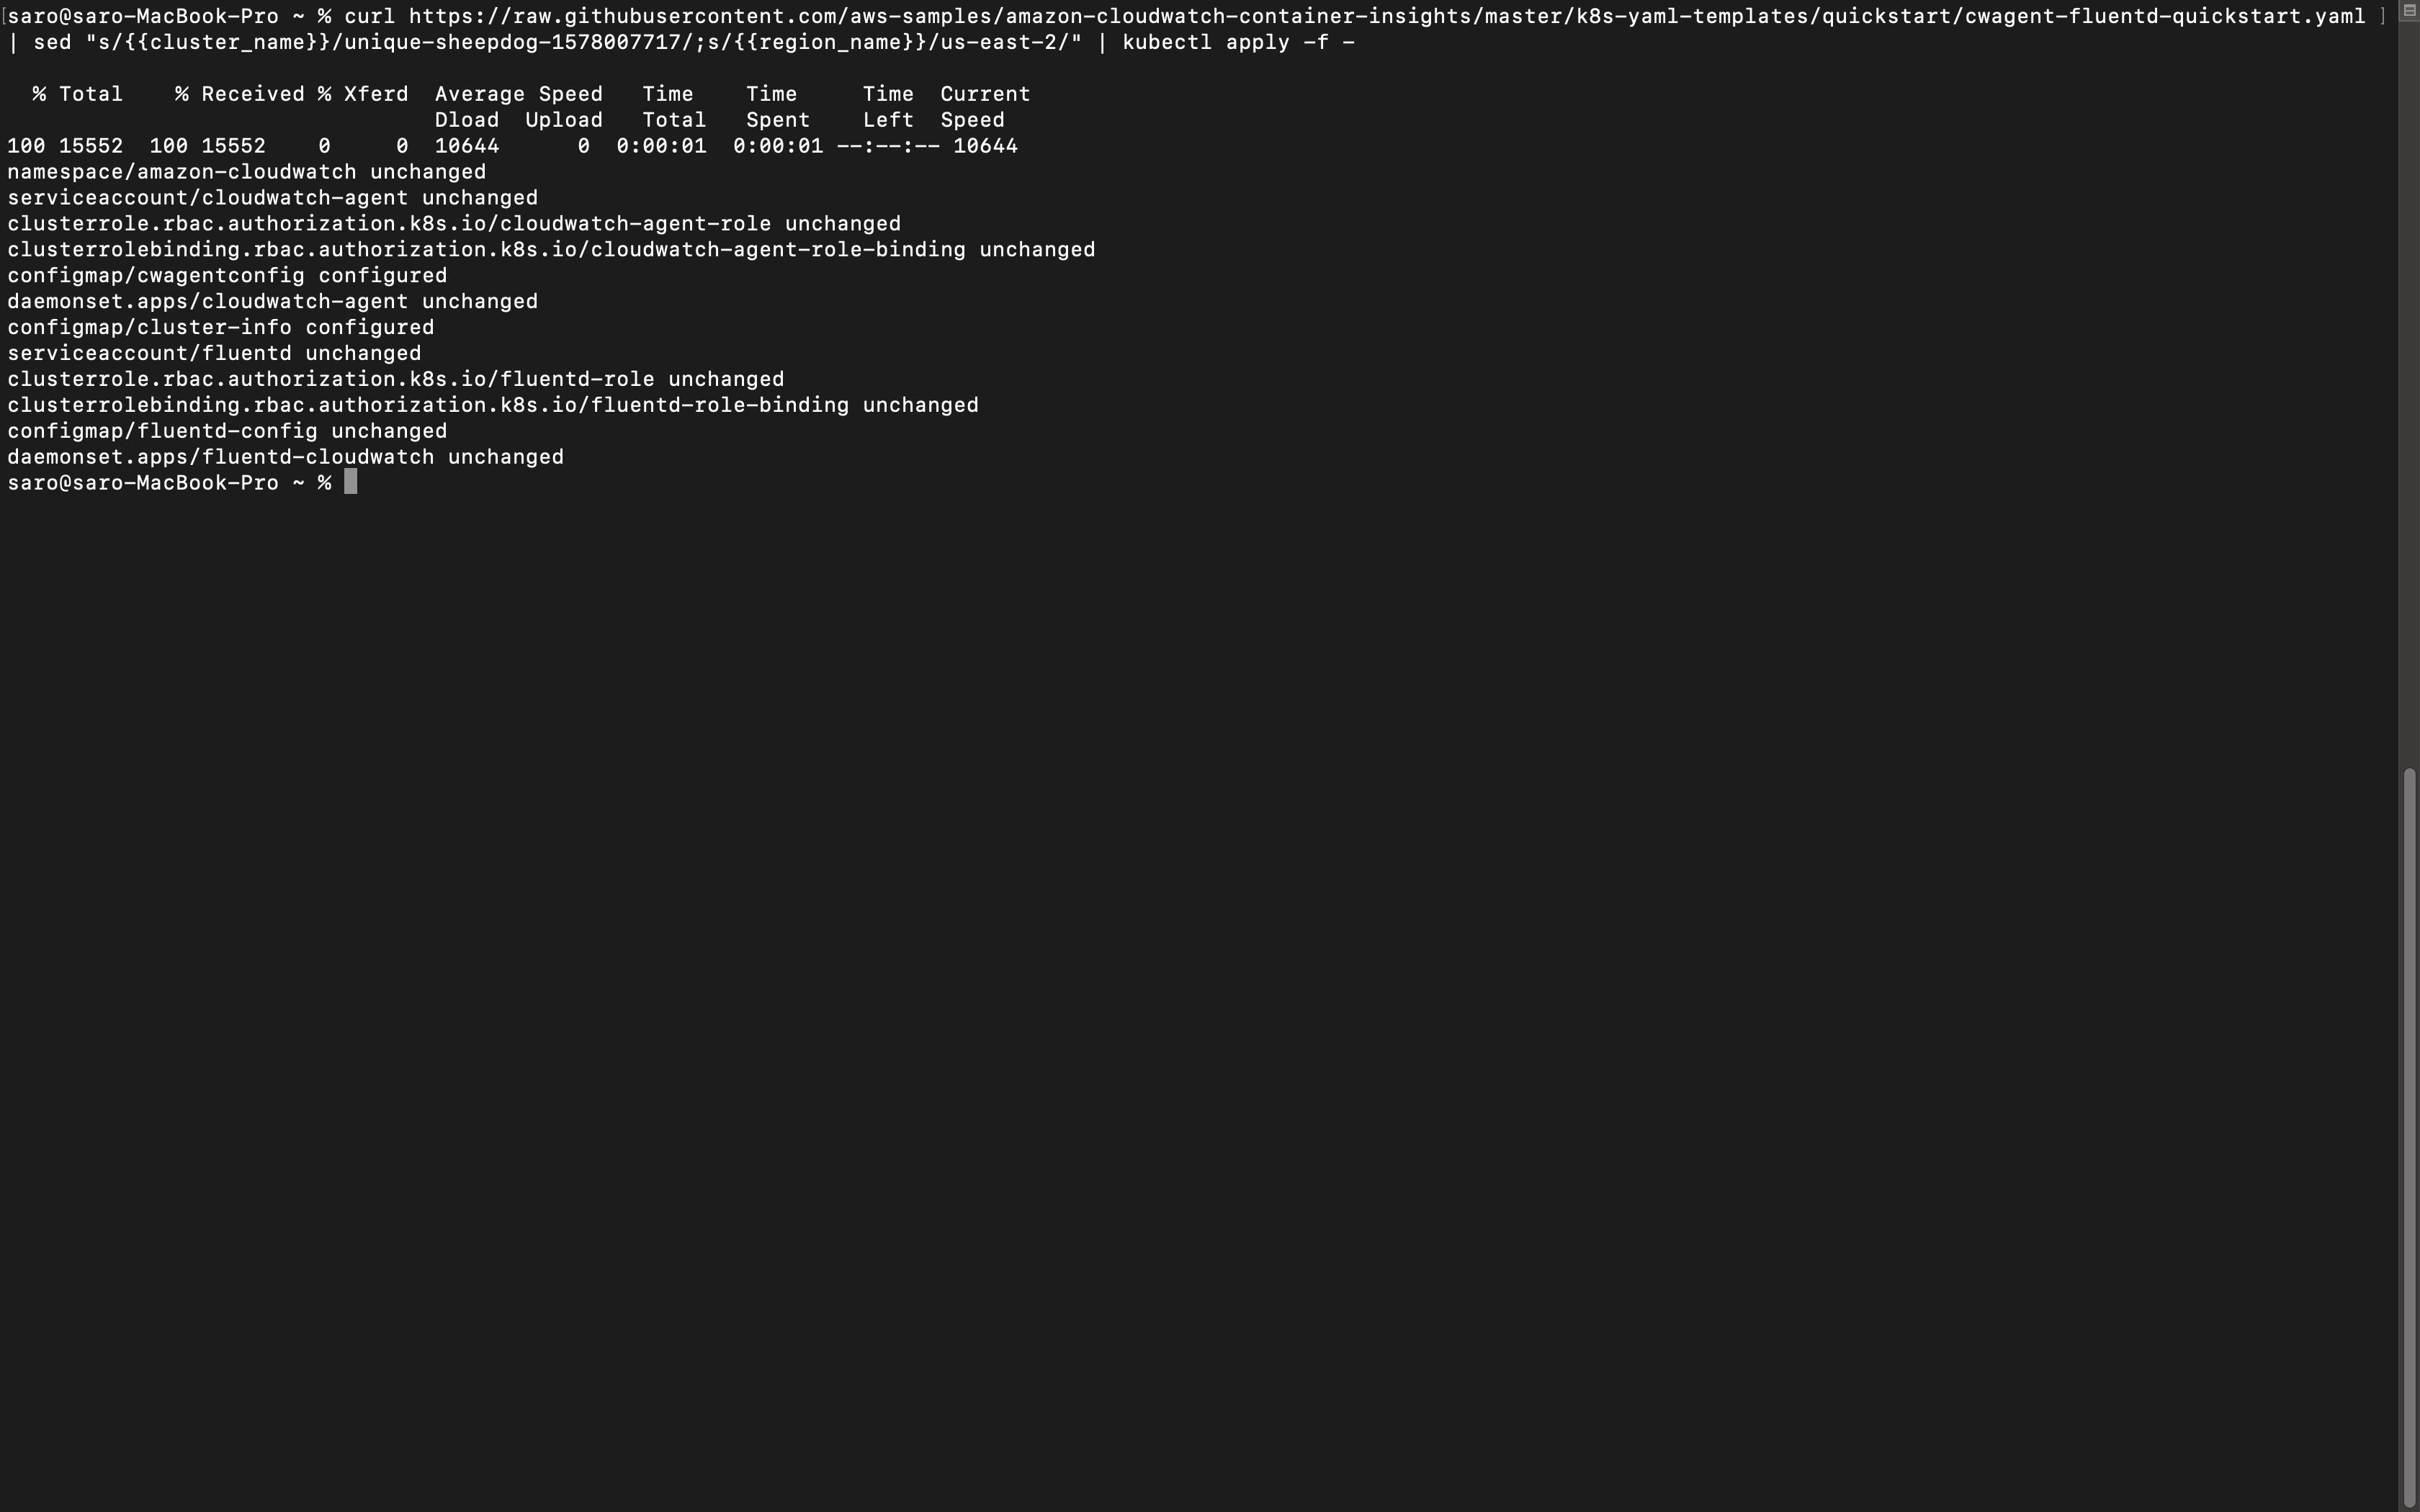 [saro@saro-MacBook-Pro ~ % curl https://raw.githubusercontent.com/aws-samples/amazon-cloudwatch-container-insights/master/k8s-yaml-templates/quickstart/cwagent-fluentd-quickstart.yaml ]
| sed "s/{{cluster_name}}/unique-sheepdog-1578007717/;s/{{region_name}}/us-east-2/" | kubectl apply -f -
  % Total    % Received % Xferd  Average Speed   Time    Time     Time  Current
                                 Dload  Upload   Total   Spent    Left  Speed
100 15552  100 15552    0     0  10644      0  0:00:01  0:00:01 --:--:-- 10644
namespace/amazon-cloudwatch unchanged
serviceaccount/cloudwatch-agent unchanged
clusterrole.rbac.authorization.k8s.io/cloudwatch-agent-role unchanged
clusterrolebinding.rbac.authorization.k8s.io/cloudwatch-agent-role-binding unchanged
configmap/cwagentconfig configured
daemonset.apps/cloudwatch-agent unchanged
configmap/cluster-info configured
serviceaccount/fluentd unchanged
clusterrole.rbac.authorization.k8s.io/fluentd-role unchanged
clusterrolebinding.rbac.authorization.k8s.io/fluentd-role-binding unchanged
configmap/fluentd-config unchanged
daemonset.apps/fluentd-cloudwatch unchanged
saro@saro-MacBook-Pro ~ %